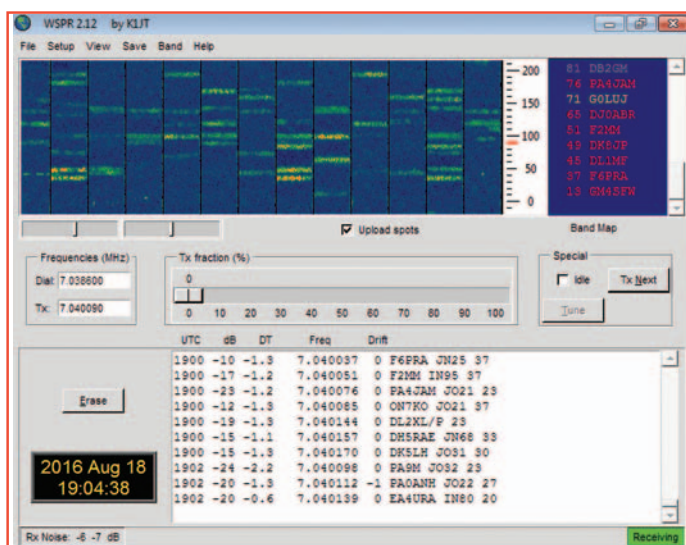 WSPR 2.12 by K1JT
File Setup View Save Band Help
200
150
100
50
0
81 DB2GM
76 PA4JAM
71 G0LUJ
65 DJ0ABR
51 F2MM
49 DK8JP
45 DL1MF
37 F6PRA
13 GM4SFW
Upload spots
Band Map
Frequencies (MHz)
Dial: 7.038600
Tx: 7.040090
Tx fraction (%)
0
0 10 20 30 40 50 60 70 80 90 100
Special
Idle Tx Next
Tune
UTC dB DT Freq Drift
1900 -10 -1.3 7.040037 0 F6PRA JN25 37
1900 -17 -1.2 7.040051 0 F2MM IN95 37
1900 -23 -1.2 7.040076 0 PA4JAM JO21 23
1900 -12 -1.3 7.040085 0 ON7KO JO21 37
1900 -19 -1.3 7.040144 0 DL2XL/P 23
1900 -15 -1.1 7.040157 0 DH5RAE JN68 33
1900 -15 -1.3 7.040170 0 DK5LH JO31 30
1902 -24 -2.2 7.040098 0 PA9M JO32 23
1902 -20 -1.3 7.040112 -1 PA0ANH JO22 27
1902 -20 -0.6 7.040139 0 EA4URA IN80 20
Erase
2016 Aug 18
19:04:38
Rx Noise: -6 -7 dB
Receiving